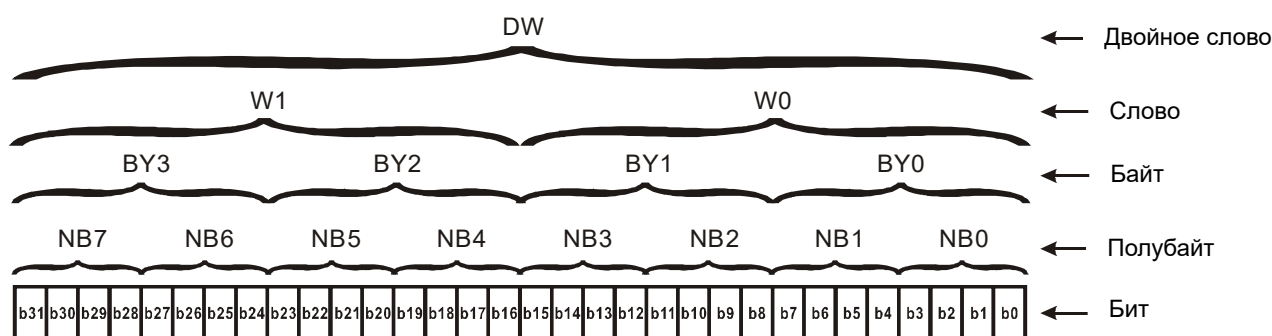 DW
Двойное слово
W1 W0
Слово
BY3 BY2 BY1 BY0
Байт
NB7 NB6 NB5 NB4 NB3 NB2 NB1 NB0
Полубайт
b31 b30 b29 b28 b27 b26 b25 b24 b23 b22 b21 b20 b19 b18 b17 b16 b15 b14 b13 b12 b11 b10 b9 b8 b7 b6 b5 b4 b3 b2 b1 b0
Бит